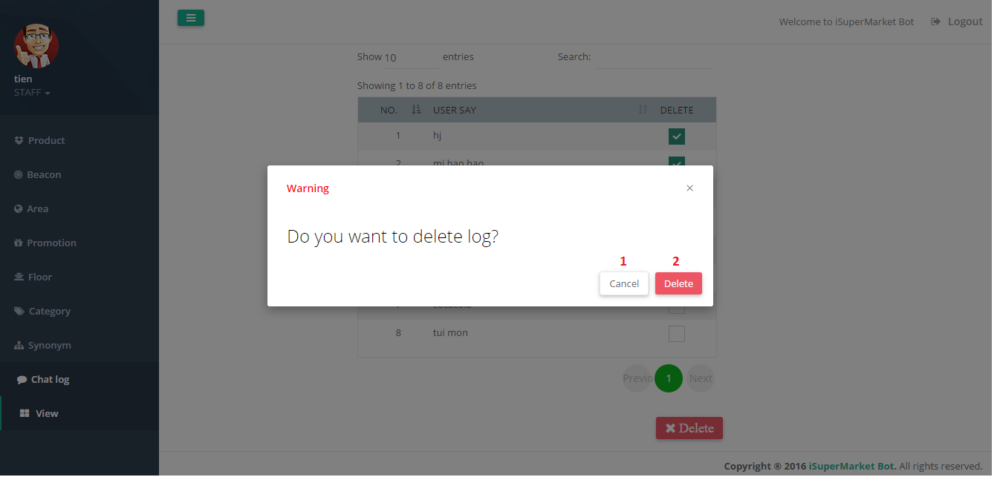 Welcome to iSuperMarket Bot Logout
tien
STAFF
Product
Beacon
Area
Promotion
Floor
Category
Synonym
Chat log
View
Show 10 entries Search:
Showing 1 to 8 of 8 entries
NO. USER SAY DELETE
1 hj
2 mi hao hao
Warning ×
Do you want to delete log?
1 2
Cancel Delete
8 tui mon
Previo 1 Next
Delete
Copyright ® 2016 iSuperMarket Bot. All rights reserved.